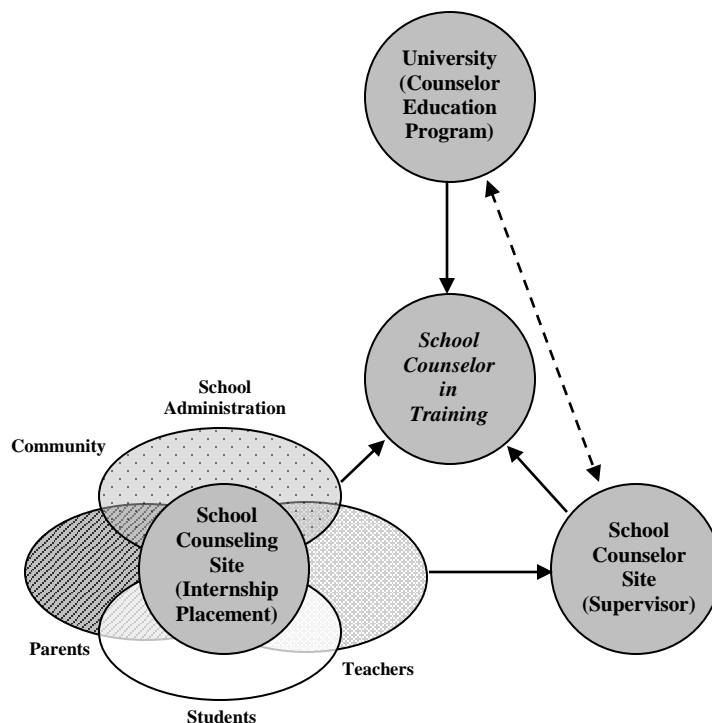 University
(Counselor
Education
Program)
School
Counselor
in
Training
School
Administration
Community
School
Counseling
Site
(Internship
Placement)
School
Counselor
Site
(Supervisor)
Parents
Teachers
Students